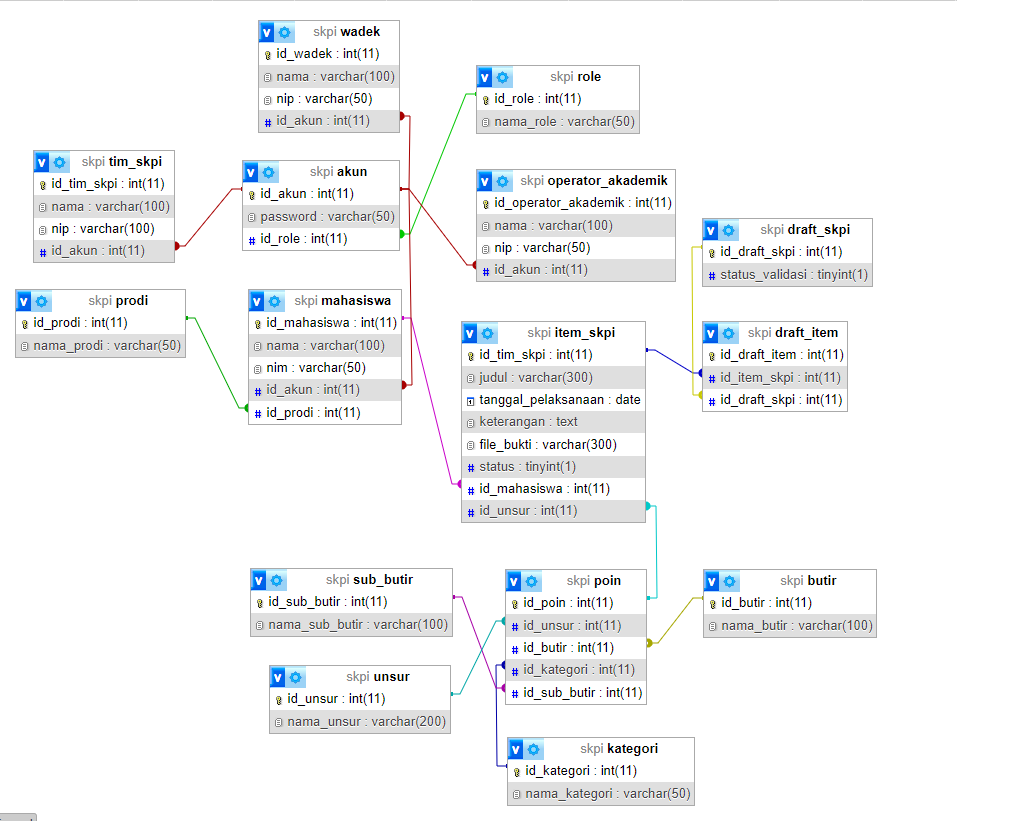 skpi wadek
id_wadek : int(11)
nama : varchar(100)
nip : varchar(50)
id_akun : int(11)
skpi role
id_role : int(11)
nama_role : varchar(50)
skpi tim_skpi
id_tim_skpi : int(11)
nama : varchar(100)
nip : varchar(100)
id_akun : int(11)
skpi akun
id_akun : int(11)
password : varchar(50)
id_role : int(11)
skpi operator_akademik
id_operator_akademik : int(11)
nama : varchar(100)
nip : varchar(50)
id_akun : int(11)
skpi draft_skpi
id_draft_skpi : int(11)
status_validasi : tinyint(1)
skpi prodi
id_prodi : int(11)
nama_prodi : varchar(50)
skpi mahasiswa
id_mahasiswa : int(11)
nama : varchar(100)
nim : varchar(50)
id_akun : int(11)
id_prodi : int(11)
skpi item_skpi
id_tim_skpi : int(11)
judul : varchar(300)
tanggal_pelaksanaan : date
keterangan : text
file_bukti : varchar(300)
status : tinyint(1)
id_mahasiswa : int(11)
id_unsur : int(11)
skpi draft_item
id_draft_item : int(11)
id_item_skpi : int(11)
id_draft_skpi : int(11)
skpi sub_butir
id_sub_butir : int(11)
nama_sub_butir : varchar(100)
skpi poin
id_poin : int(11)
id_unsur : int(11)
id_butir : int(11)
id_kategori : int(11)
id_sub_butir : int(11)
skpi butir
id_butir : int(11)
nama_butir : varchar(100)
skpi unsur
id_unsur : int(11)
nama_unsur : varchar(200)
skpi kategori
id_kategori : int(11)
nama_kategori : varchar(50)